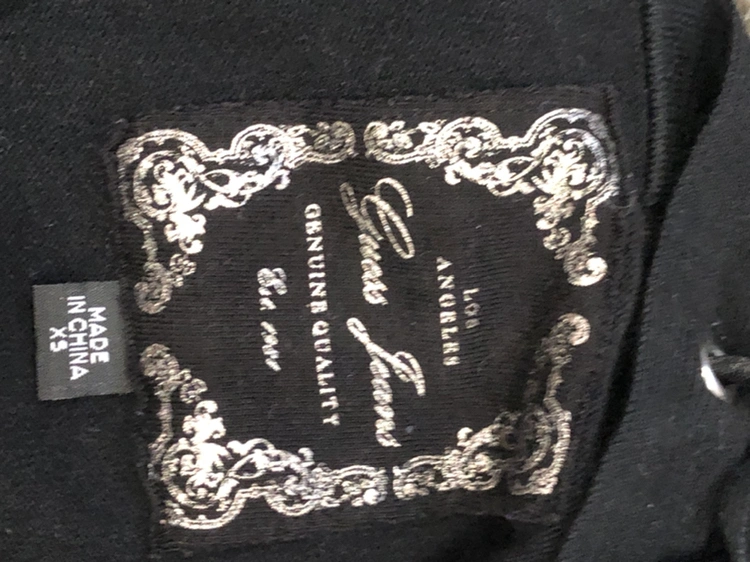 LOS
ANGELES
Guess Jeans
GENUINE QUALITY
MADE
IN CHINA
XS